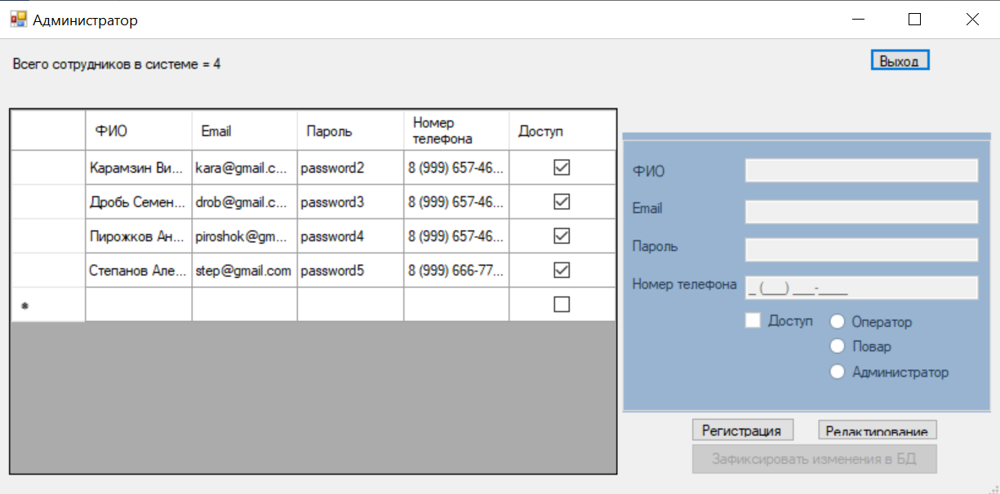 Администратор
Всего сотрудников в системе = 4
Выход
ФИО Email Пароль Номер телефона Доступ
Карамзин Ви... kara@gmail.c... password2 8 (999) 657-46...
Дробь Семен... drob@gmail.c... password3 8 (999) 657-46...
Пирожков Ан... piroshok@gm... password4 8 (999) 657-46...
Степанов Але... step@gmail.com password5 8 (999) 666-77...
*
ФИО
Email
Пароль
Номер телефона _ (___) ___-____
Доступ Оператор
Повар
Администратор
Регистрация Редактирование
Зафиксировать изменения в БД